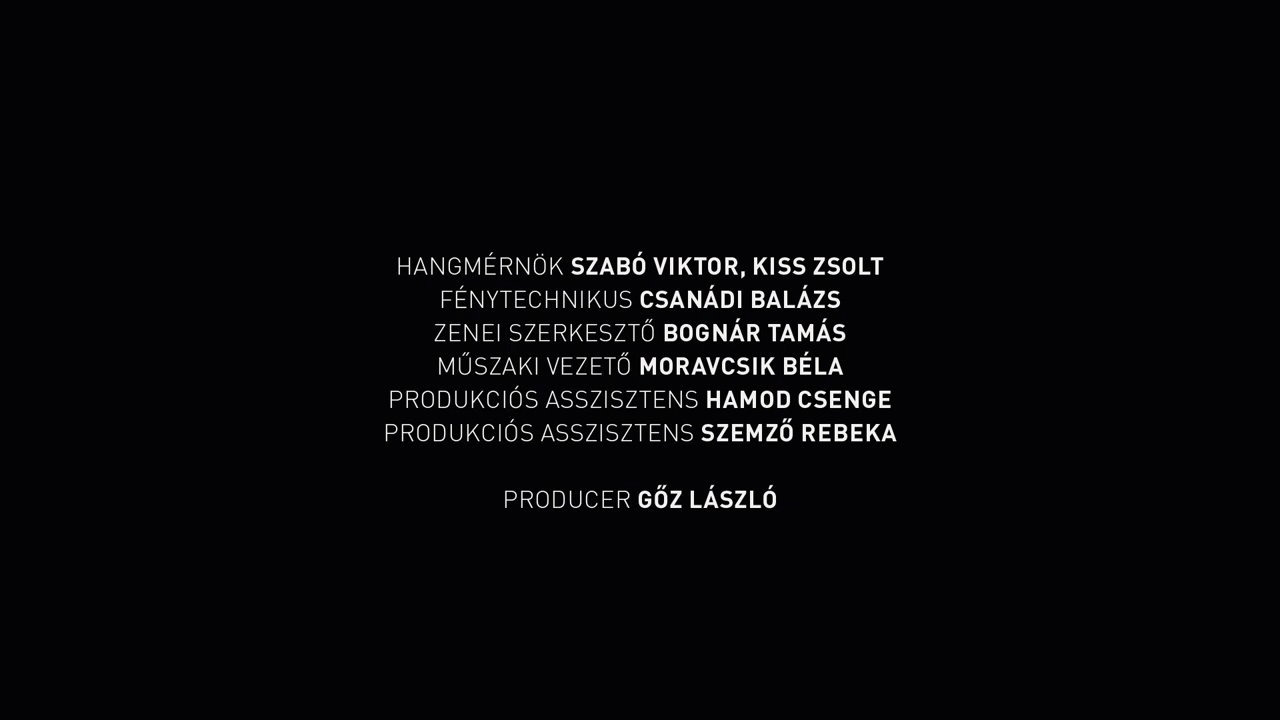 HANGMÉRNÖK SZABÓ VIKTOR, KISS ZSOLT
FÉNYTECHNIKUS CSANÁDI BALÁZS
ZENEI SZERKESZTŐ BOGNÁR TAMÁS
MŰSZAKI VEZETŐ MORAVCSIK BÉLA
PRODUKCIÓS ASSZISZTENS HAMOD CSENGE
PRODUKCIÓS ASSZISZTENS SZEMZŐ REBEKA
PRODUCER GŐZ LÁSZLÓ